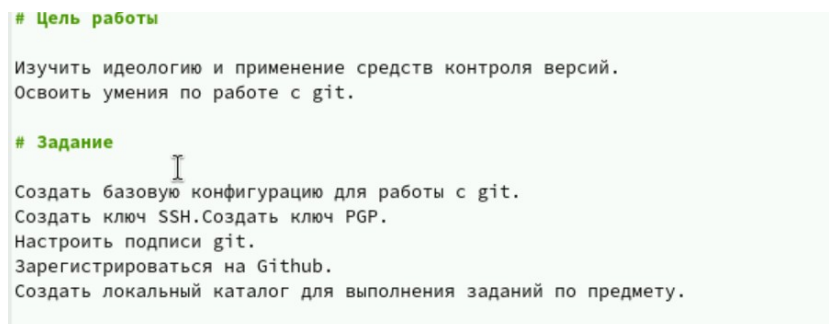 # Цель работы
Изучить идеологию и применение средств контроля версий.
Освоить умения по работе с git.
# Задание
Создать базовую конфигурацию для работы с git.
Создать ключ SSH.Создать ключ PGP.
Настроить подписи git.
Зарегистрироваться на Github.
Создать локальный каталог для выполнения заданий по предмету.